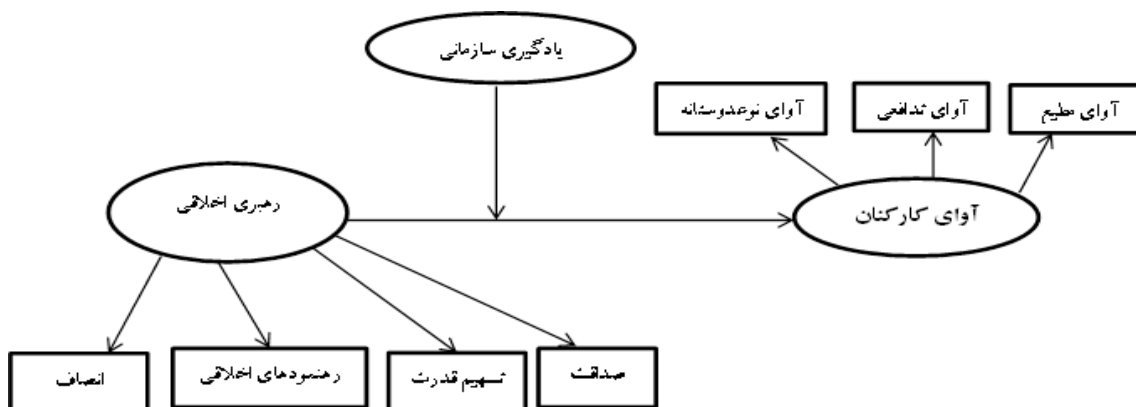 یادگیری سازمانی
آوای مطیع
آوای تدافعی
آوای نوعدوستانه
آوای کارکنان
رهبری اخلاقی
صداقت
تسهیم قدرت
رهنمودهای اخلاقی
انصاف